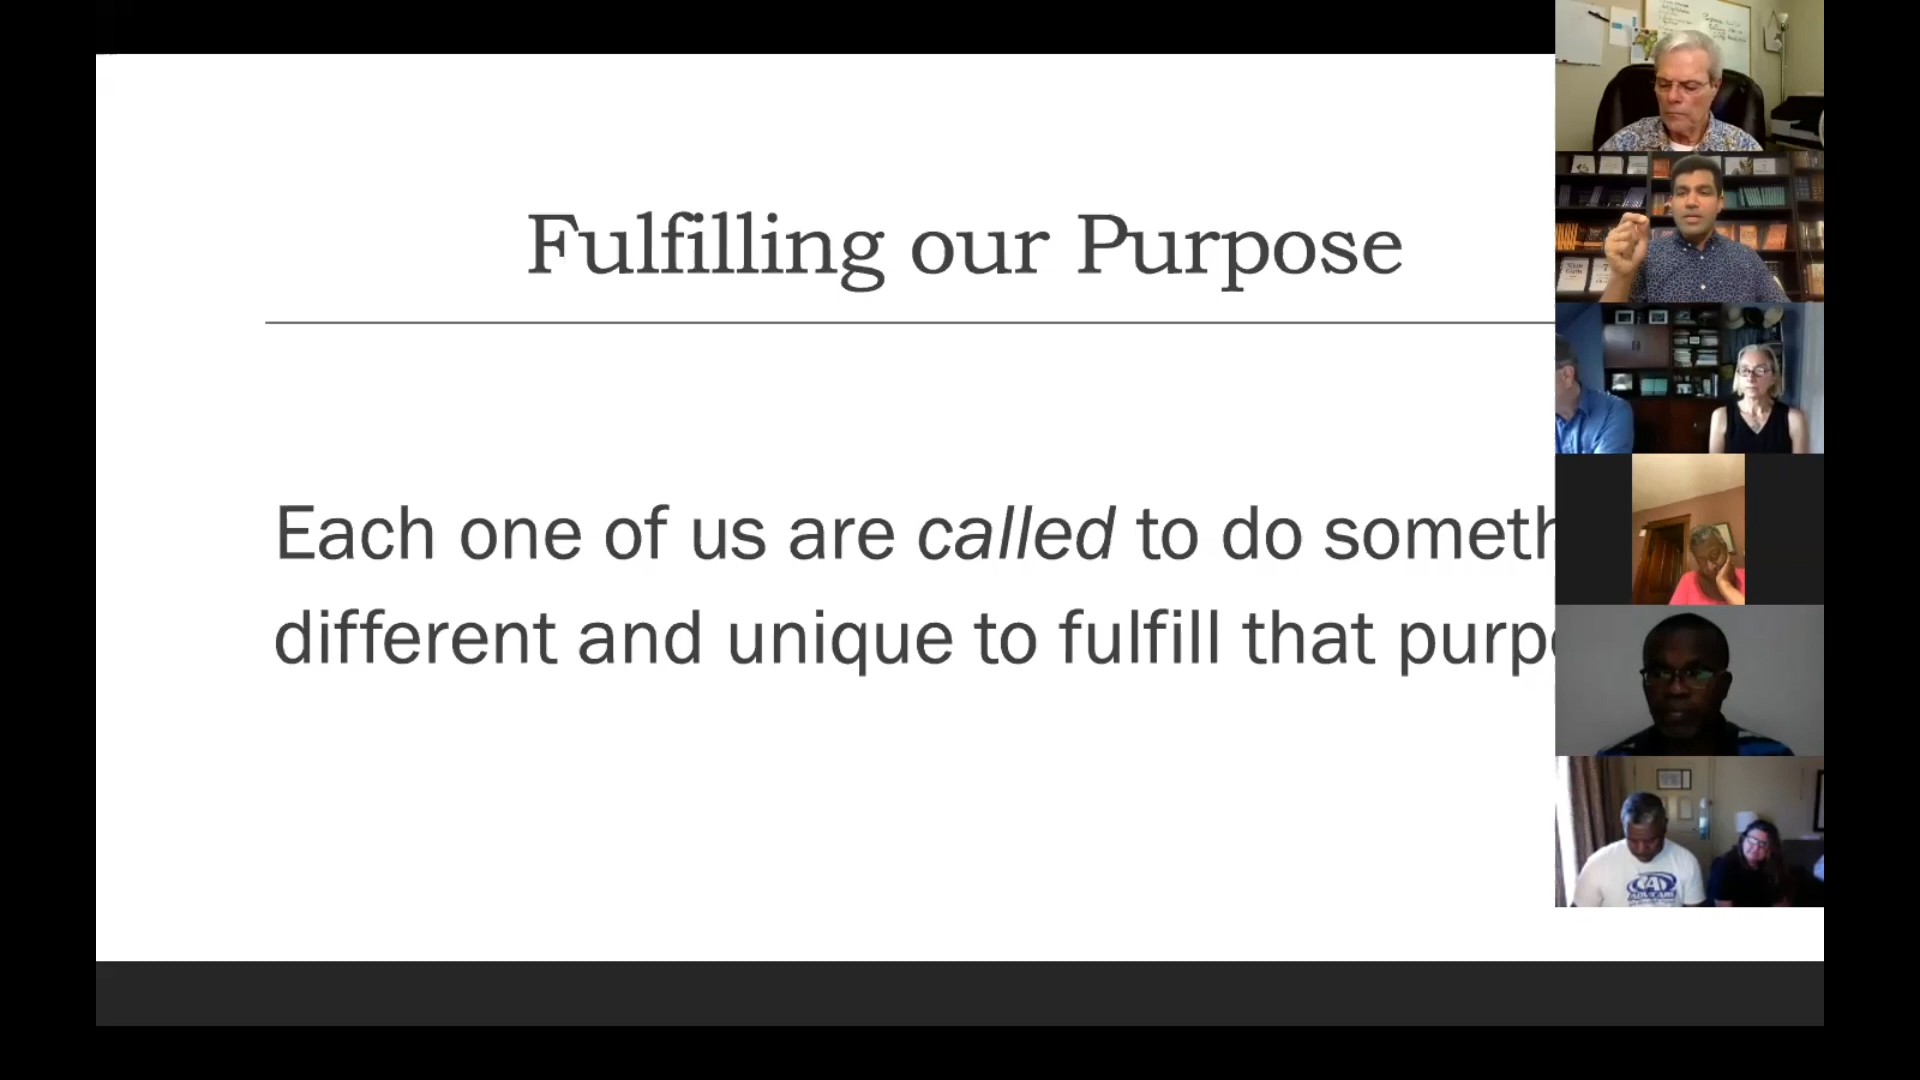 Fulfilling our Purpose
Each one of us are called to do someth
different and unique to fulfill that purp
ADVOCARE